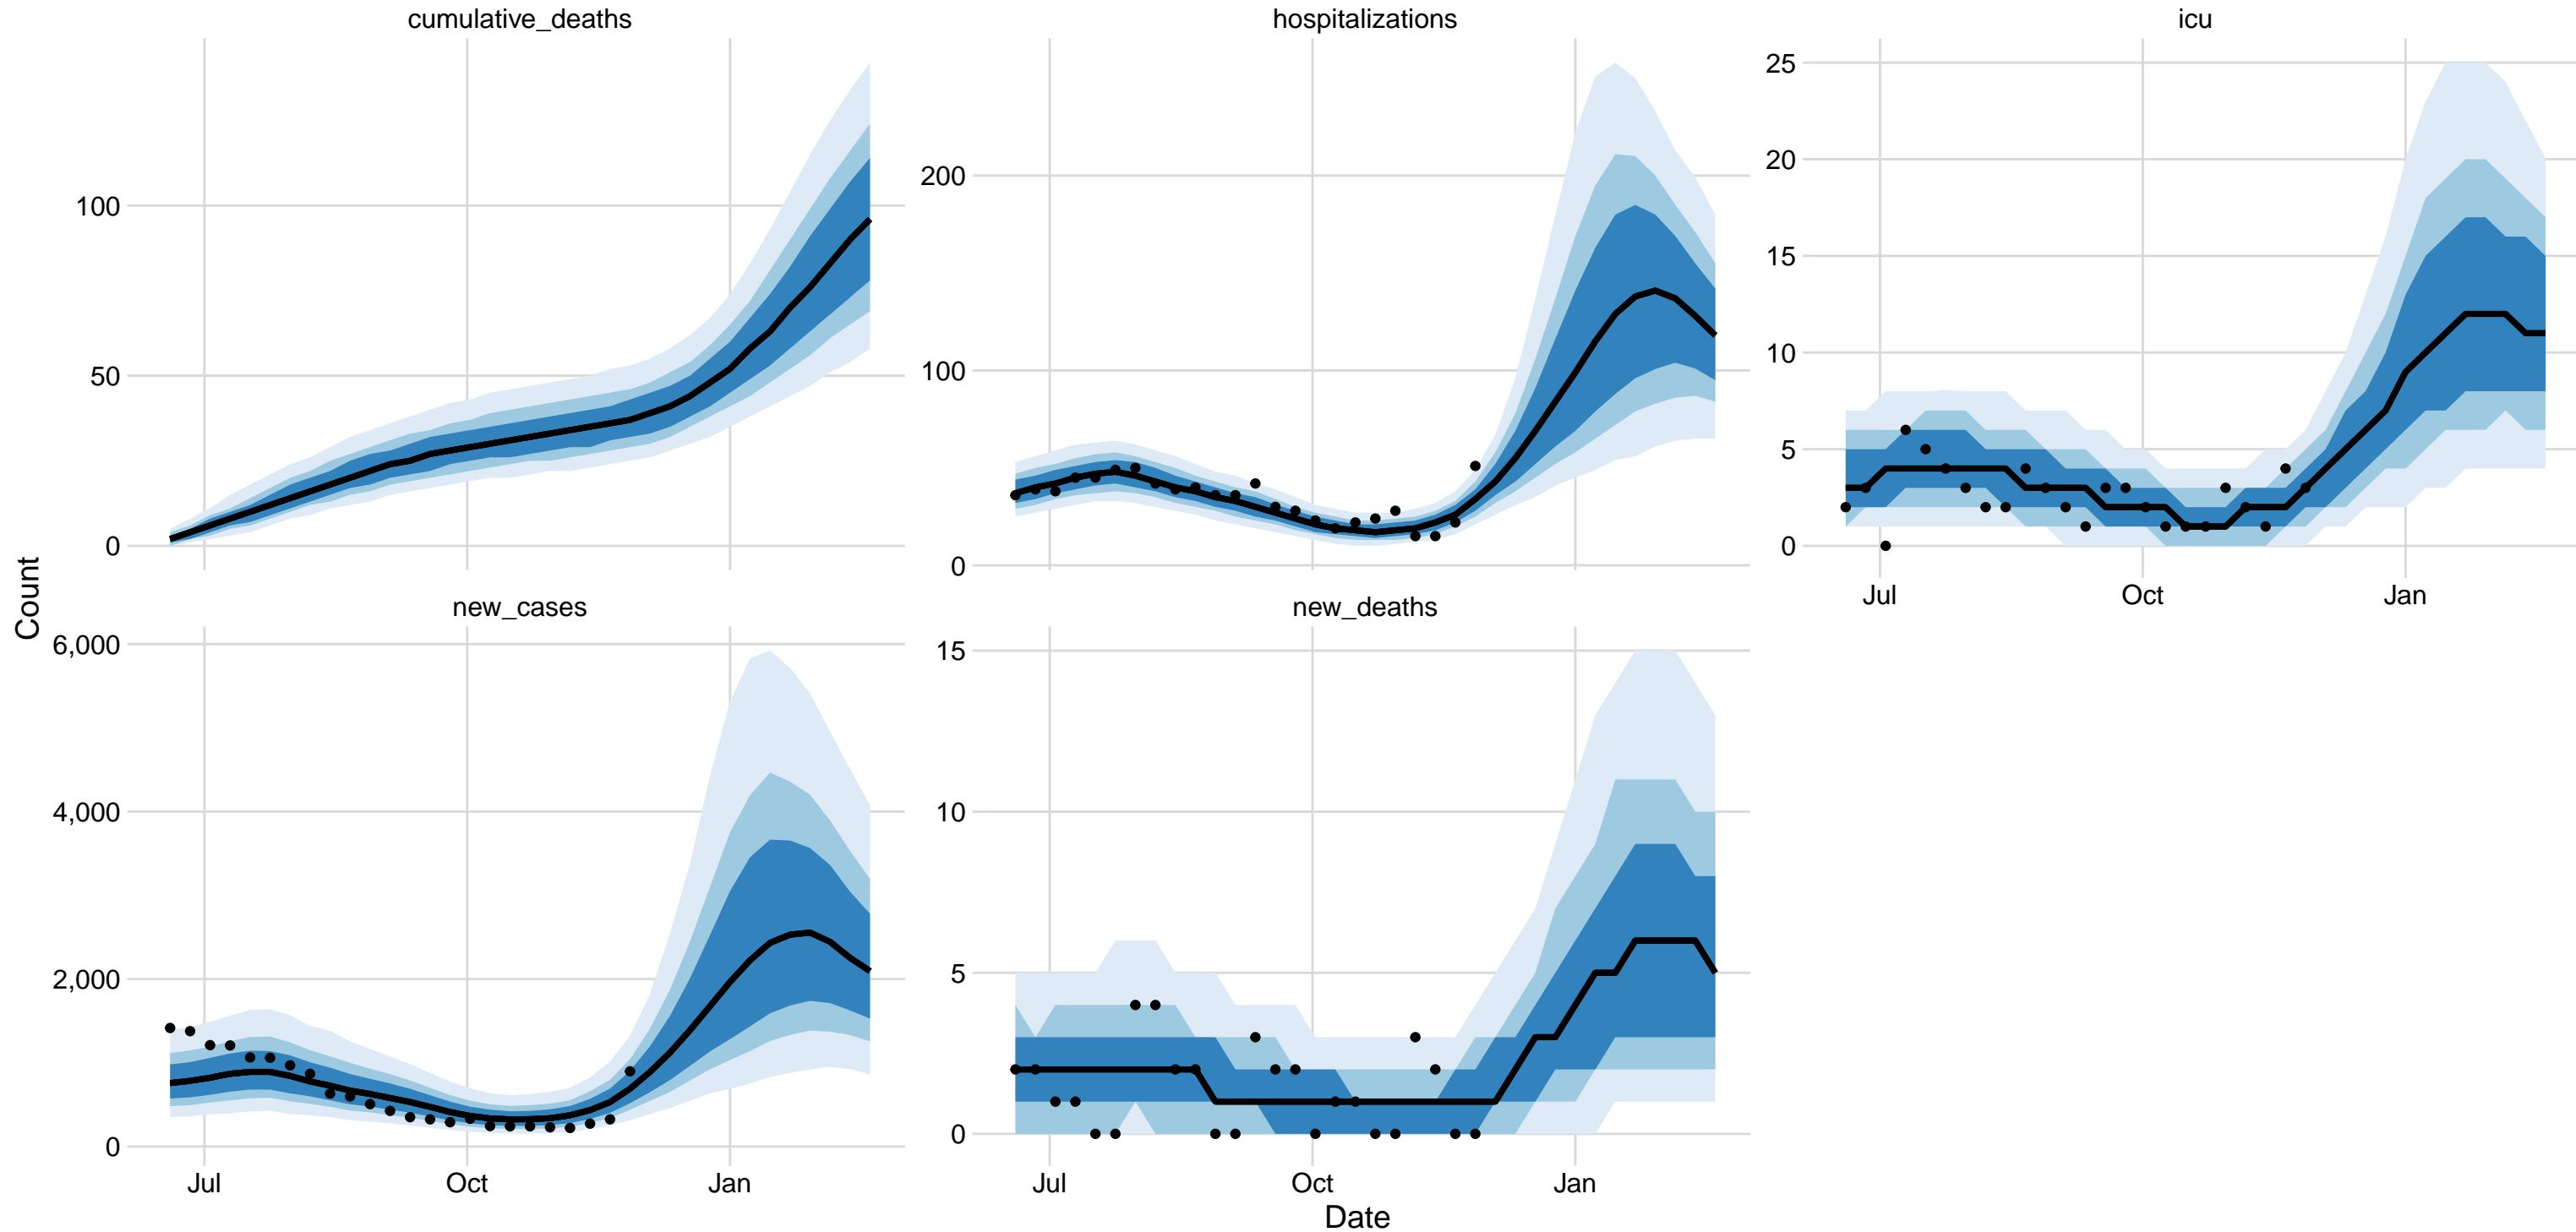 cumulative_deaths
hospitalizations
icu
100
50
0
200
100
0
25
20
15
10
5
0
Jul
Oct
Jan
Count
new_cases
new_deaths
6,000
4,000
2,000
0
Jul
Oct
Jan
15
10
5
0
Jul
Oct
Jan
Date